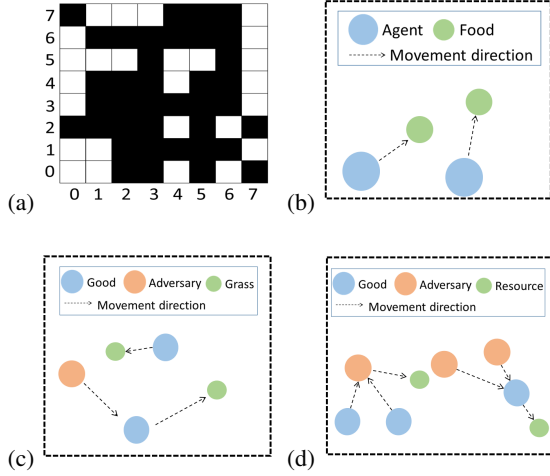 7
6
5
4
3
2
1
0
0 1 2 3 4 5 6 7
(a)
Agent Food
Movement direction
(b)
Good Adversary Grass
Movement direction
(c)
Good Adversary Resource
Movement direction
(d)